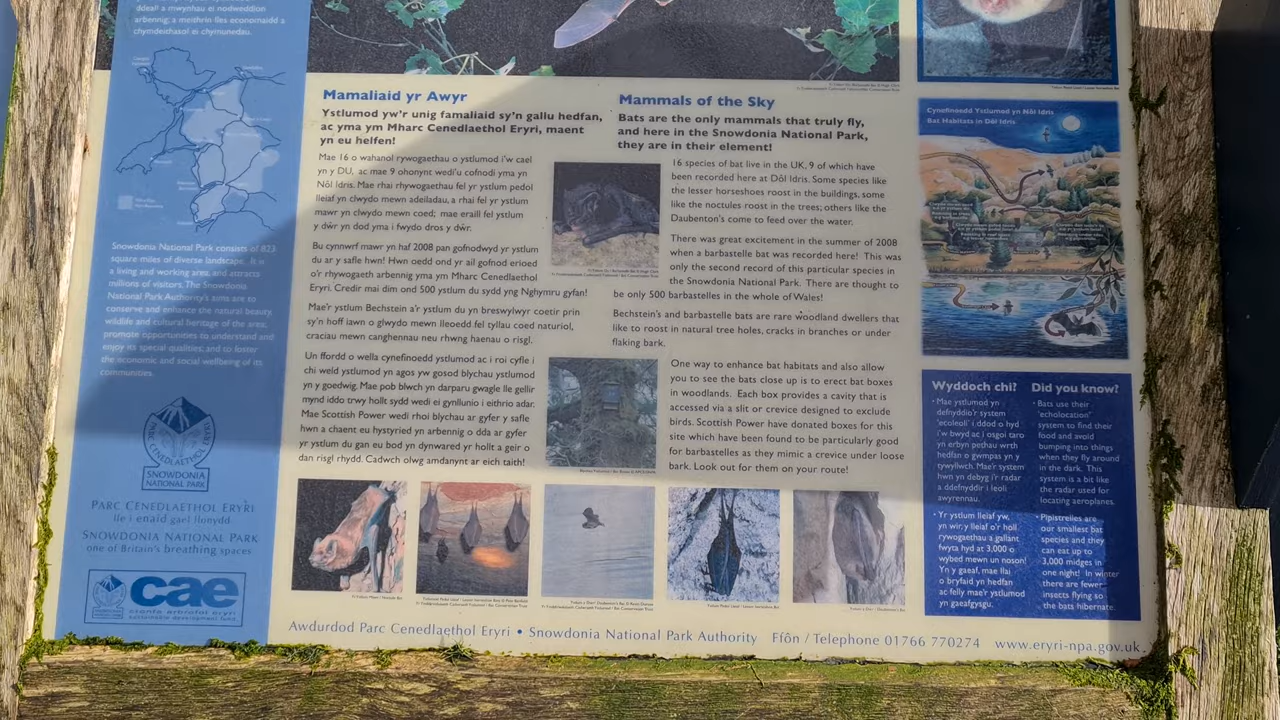 ddeall a mwynhau ei nodweddion
arbennig; a meithrin lles economaidd a
chymdeithasol ei chymunedau.
Snowdonia National Park consists of 823
square miles of diverse landscape. It is
a living and working area, and attracts
millions of visitors. The Snowdonia
National Park Authority's aims are to
conserve and enhance the natural beauty,
wildlife and cultural heritage of the area,
promote opportunities to understand and
enjoy its special qualities; and to foster
the economic and social wellbeing of its
communities.
SNOWDONIA
NATIONAL PARK
PARC CENEDLAETHOL ERYRI
lle i enaid gael llonydd
SNOWDONIA NATIONAL PARK
one of Britain's breathing spaces
cae
cronfa arbrofol eryri
sustainable development fund
Mamaliaid yr Awyr
Ystlumod yw'r unig famaliaid sy'n gallu hedfan,
ac yma ym Mharc Cenedlaethol Eryri, maent
yn eu helfen!
Mae 16 o wahanol rywogaethau o ystlumod i'w cael
yn y DU, ac mae 9 ohonynt wedi'u cofnodi yma yn
Nôl Idris. Mae rhai rhywogaethau fel yr ystlum pedol
lleiaf yn clwydo mewn adeiladau, a rhai fel yr ystlum
mawr yn clwydo mewn coed; mae eraill fel ystlum
y dŵr yn dod yma i fwydo dros y dŵr.
Bu cynnwrf mawr yn haf 2008 pan gofnodwyd yr ystlum
du ar y safle hwn! Hwn oedd ond yr ail gofnod erioed
o'r rhywogaeth arbennig yma ym Mharc Cenedlaethol
Eryri. Credir mai dim ond 500 ystlum du sydd yng Nghymru gyfan!
Mae'r ystlum Bechstein a'r ystlum du yn breswylwyr coetir prin
sy'n hoff iawn o glwydo mewn lleoedd fel tyllau coed naturiol,
craciau mewn canghennau neu rhwng haenau o risgl.
Un ffordd o wella cynefinoedd ystlumod ac i roi cyfle i
chi weld ystlumod yn agos yw gosod blychau ystlumod
yn y goedwig. Mae pob blwch yn darparu gwagle lle gellir
mynd iddo trwy hollt sydd wedi ei gynllunio i eithrio adar.
Mae Scottish Power wedi rhoi blychau ar gyfer y safle
hwn a chaent eu hystyried yn arbennig o dda ar gyfer
yr ystlum du gan eu bod yn dynwared yr hollt a geir o
dan risgl rhydd. Edrychwch olwg amdanynt ar eich taith!
Mammals of the Sky
Bats are the only mammals that truly fly,
and here in the Snowdonia National Park,
they are in their element!
16 species of bat live in the UK, 9 of which have
been recorded here at Dôl Idris. Some species like
the lesser horseshoes roost in the buildings, some
like the noctules roost in the trees; others like the
Daubenton's come to feed over the water.
There was great excitement in the summer of 2008
when a barbastelle bat was recorded here! This was
only the second record of this particular species in
the Snowdonia National Park. There are thought to
be only 500 barbastelles in the whole of Wales!
Bechstein's and barbastelle bats are rare woodland dwellers that
like to roost in natural tree holes, cracks in branches or under
flaking bark.
One way to enhance bat habitats and also allow
you to see the bats close up is to erect bat boxes
in woodlands. Each box provides a cavity that is
accessed via a slit or crevice designed to exclude
birds. Scottish Power have donated boxes for this
site which have been found to be particularly good
for barbastelles as they mimic a crevice under loose
bark. Look out for them on your route!
Cynefinoedd Ystlumod yn Nôl Idris
Bat Habitats in Dôl Idris
Wyddoch chi?
• Mae ystlumod yn
defnyddio'r system
'ecoleoli' i ddod o hyd
i'w bwyd ac i osgoi taro
yn erbyn pethau wrth
hedfan o gwmpas yn y
tywyllwch. Mae'r system
hwn yn debyg i'r radar
a ddefnyddir i leoli
awyrennau.
• Yr ystlum lleiaf yw,
yn wir, y lleiaf o'r holl
rywogaethau a gallant
fwyta hyd at 3,000 o
wybed mewn un noson!
Yn y gaeaf, mae llai
o bryfaid yn hedfan
ac felly mae'r ystlumod
yn gaeafgysgu.
Did you know?
• Bats use their
'echolocation'
system to find their
food and avoid
bumping into things
when they fly around
in the dark. This
system is a bit like
the radar used for
locating aeroplanes.
• Pipistrelles are
our smallest bat
species and they
can eat up to
3,000 midges in
one night! In winter
there are fewer
insects flying so
the bats hibernate.
Awdurdod Parc Cenedlaethol Eryri • Snowdonia National Park Authority Ffôn / Telephone 01766 770274 www.eryri-npa.gov.uk